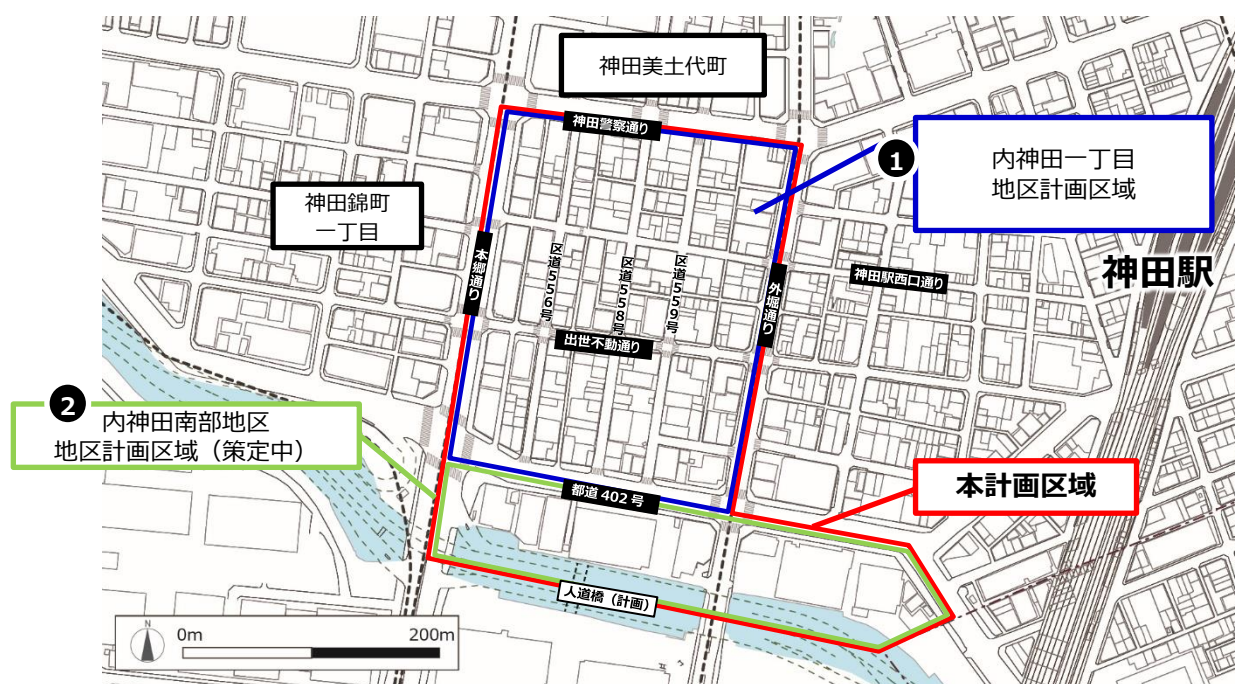 神田美土代町
神田警察通り
❶
内神田一丁目
地区計画区域
神田錦町
一丁目
本郷通り
区道556号
区道558号
区道559号
外堀通り
神田駅西口通り
神田駅
出世不動通り
❷
内神田南部地区
地区計画区域（策定中）
都道402号
本計画区域
人道橋（計画）
N
0m
200m